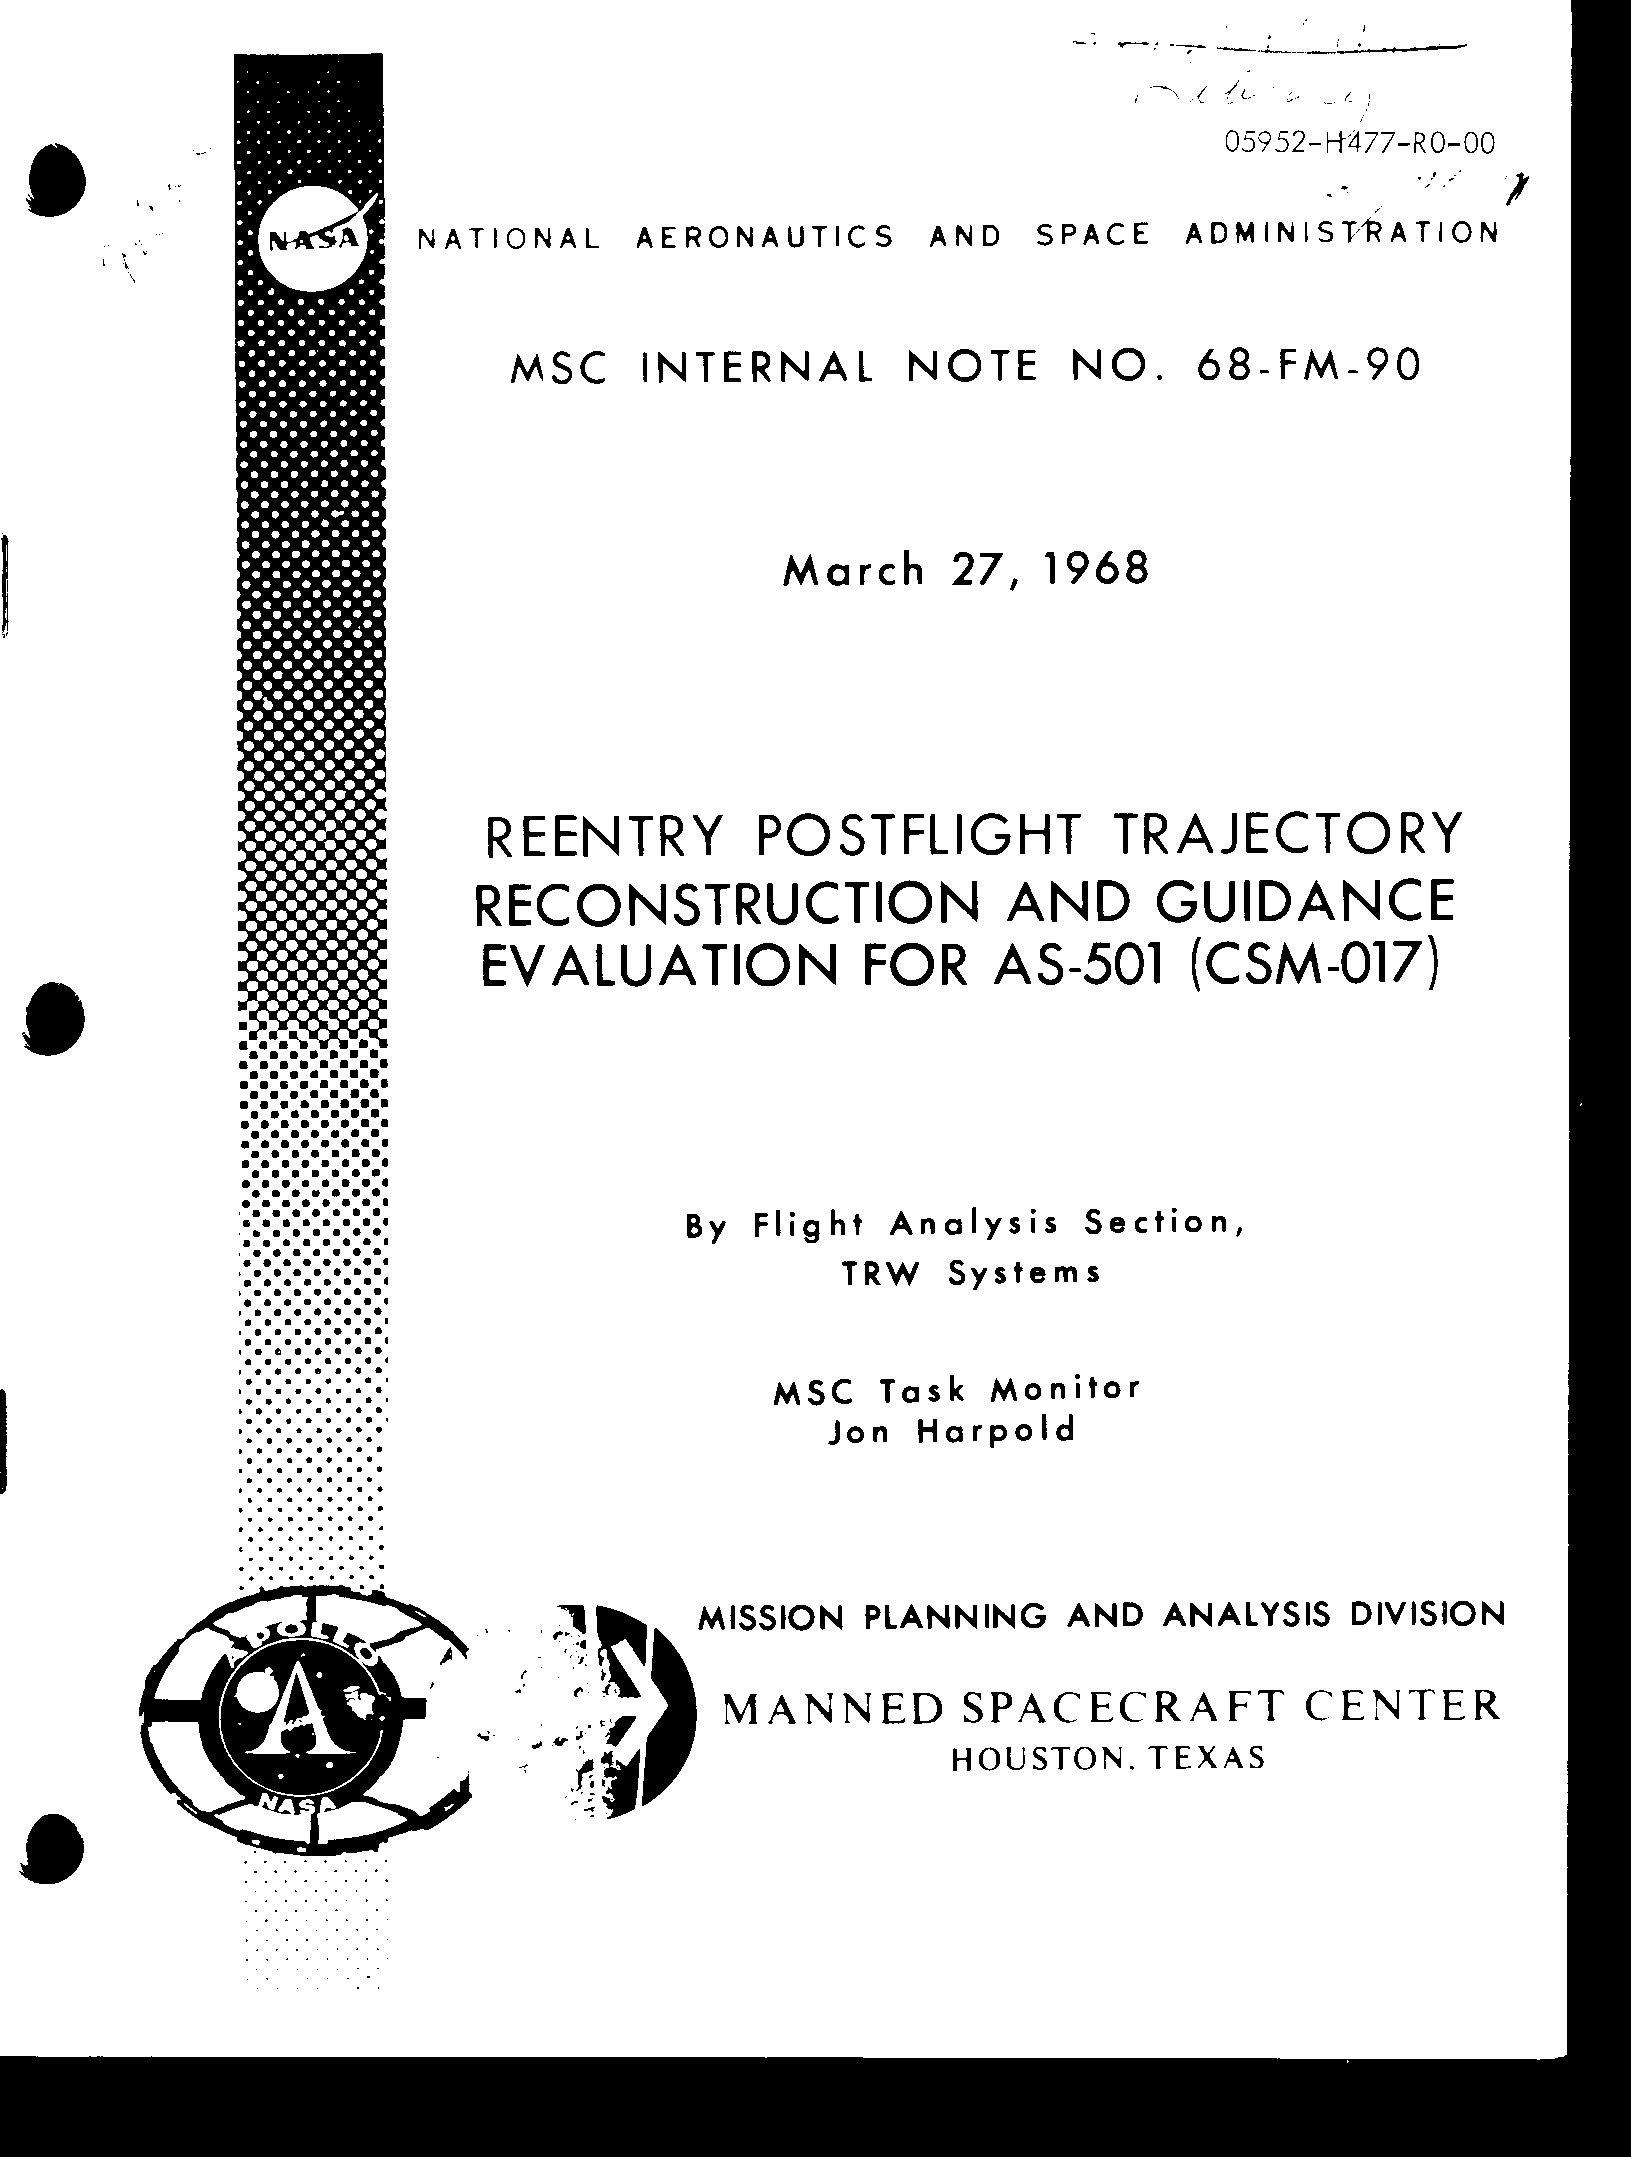 05952-H477-R0-00
NASA
NATIONAL AERONAUTICS AND SPACE ADMINISTRATION
MSC INTERNAL NOTE NO. 68-FM-90
March 27, 1968
REENTRY POSTFLIGHT TRAJECTORY
RECONSTRUCTION AND GUIDANCE
EVALUATION FOR AS-501 (CSM-017)
By Flight Analysis Section,
TRW Systems
MSC Task Monitor
Jon Harpold
APOLLO
NASA
MISSION PLANNING AND ANALYSIS DIVISION
MANNED SPACECRAFT CENTER
HOUSTON, TEXAS